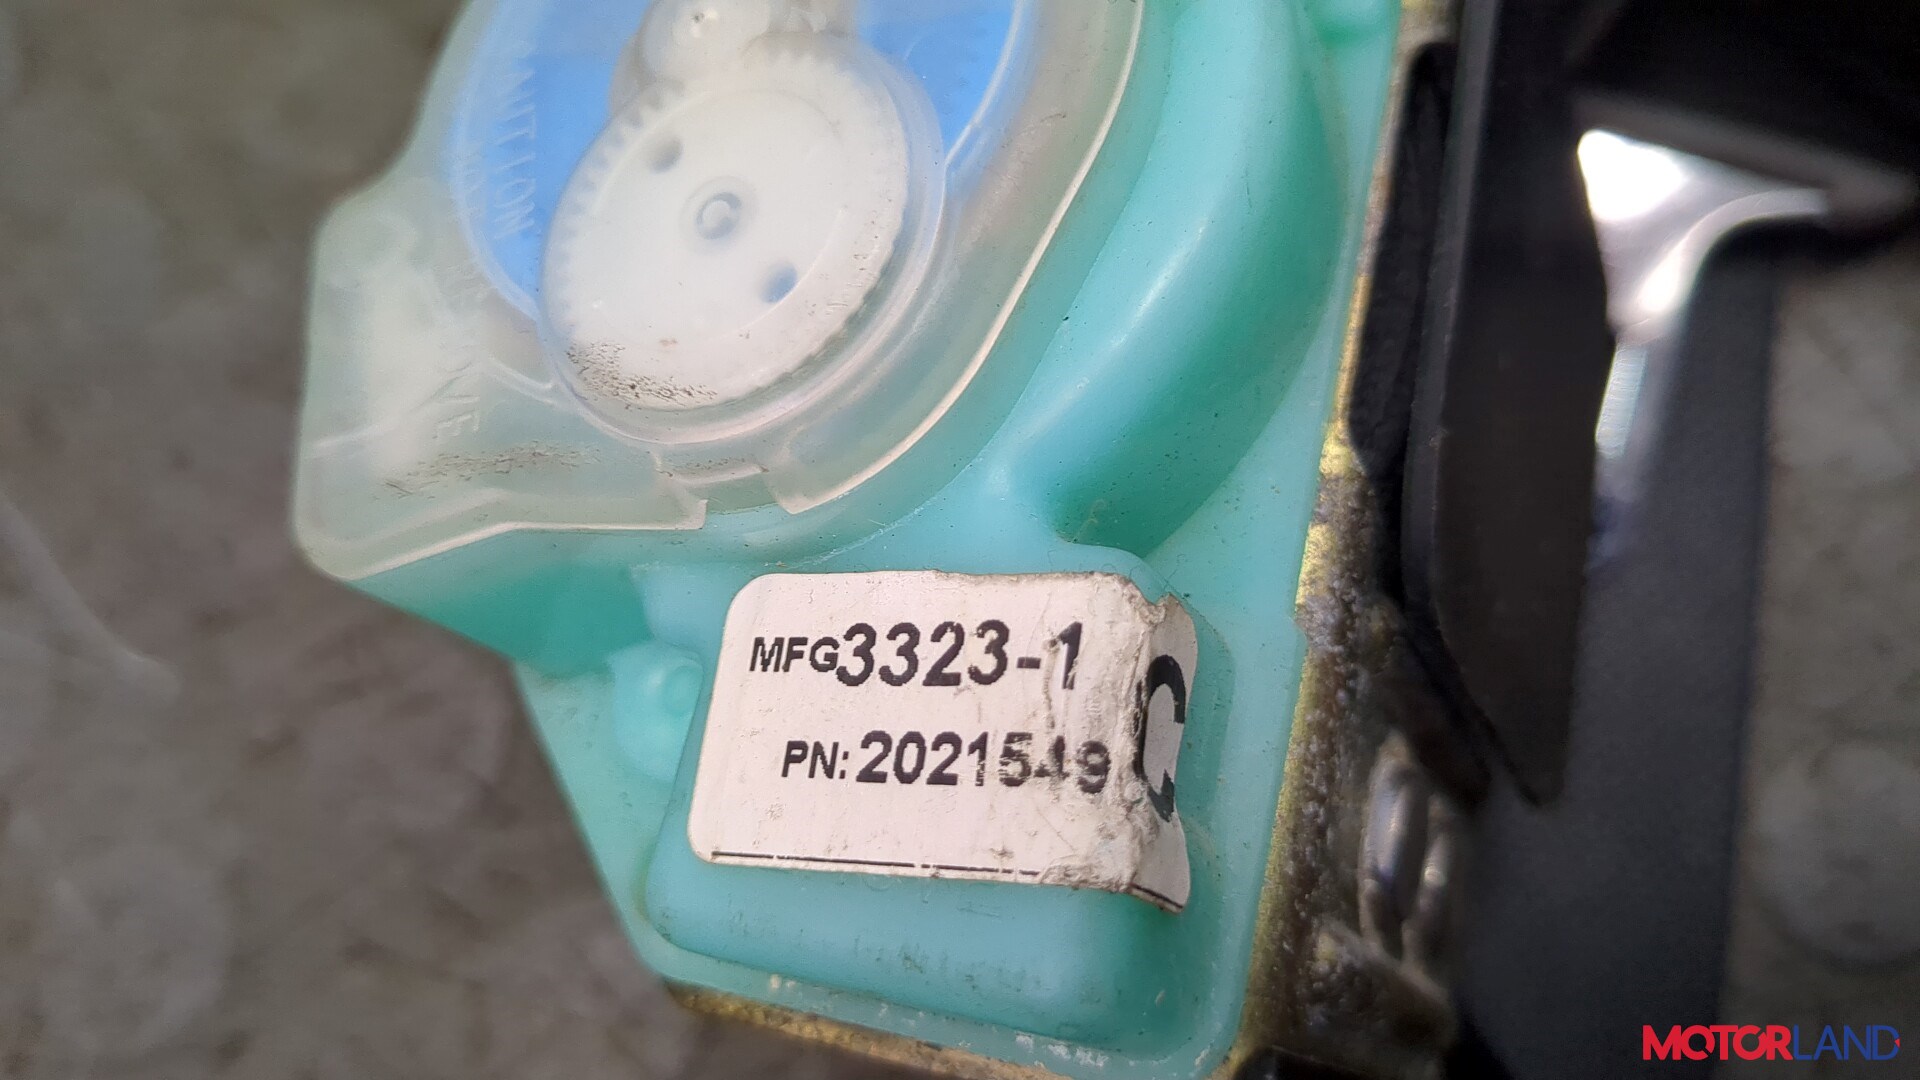 MFG3323-1
PN: 2021549
C
MOTORLAND